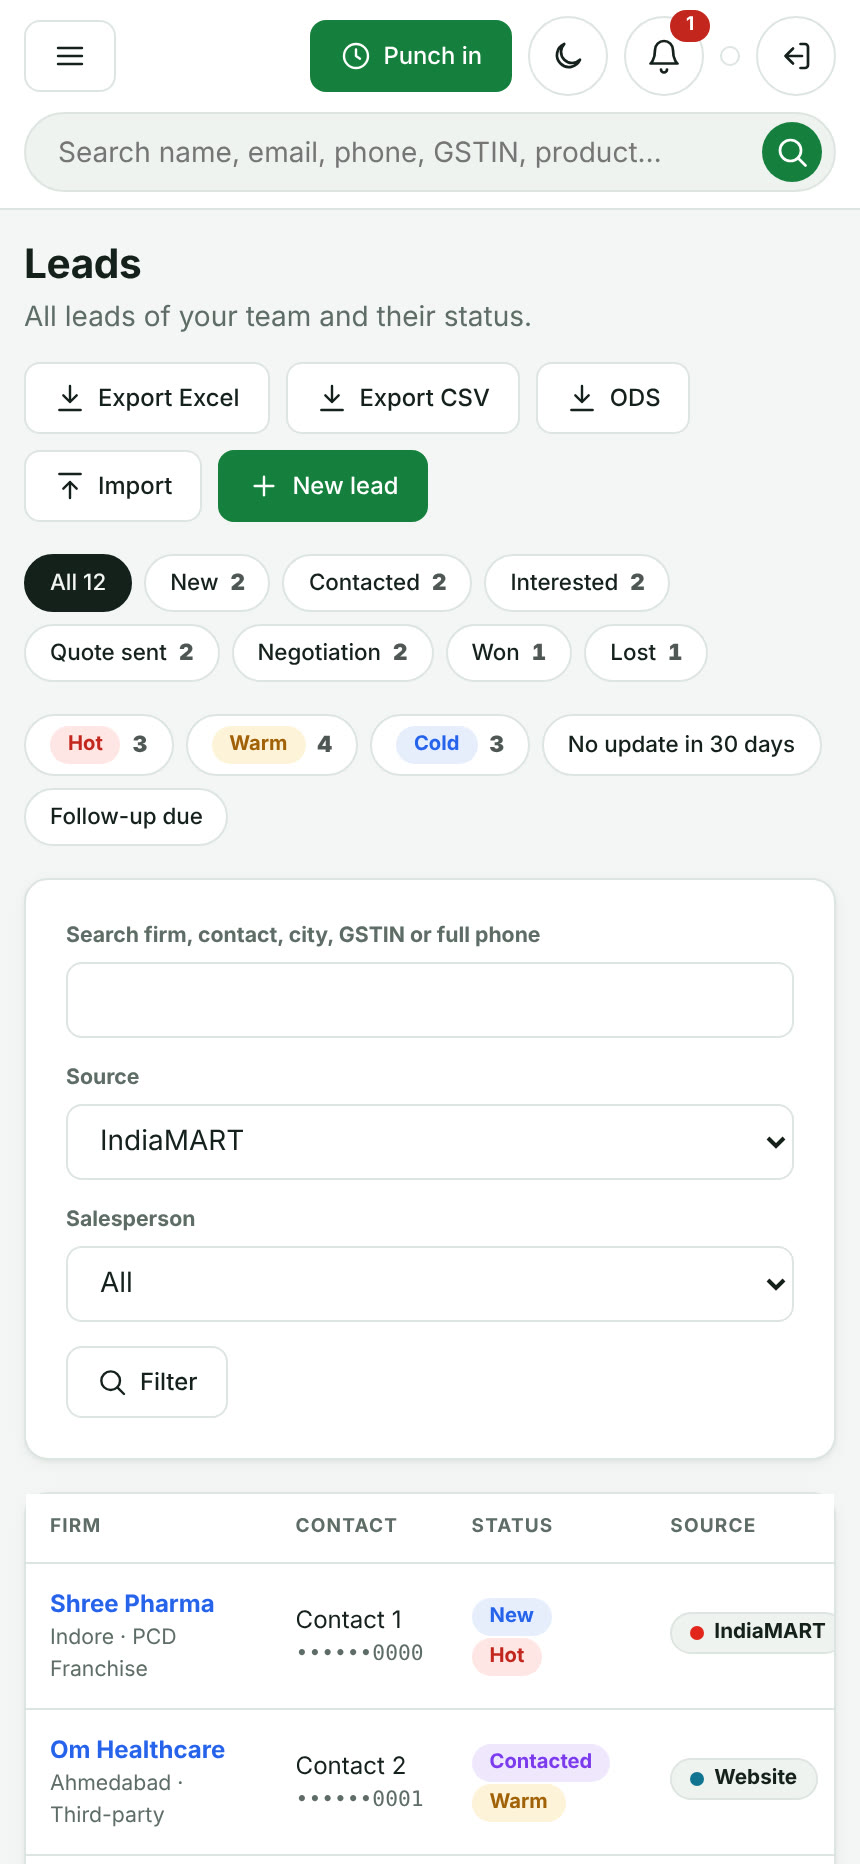 Punch in
1
Search name, email, phone, GSTIN, product...
Leads
All leads of your team and their status.
Export Excel
Export CSV
ODS
Import
New lead
All 12
New 2
Contacted 2
Interested 2
Quote sent 2
Negotiation 2
Won 1
Lost 1
Hot 3
Warm 4
Cold 3
No update in 30 days
Follow-up due
Search firm, contact, city, GSTIN or full phone
Source
IndiaMART
Salesperson
All
Filter
FIRM CONTACT STATUS SOURCE
Shree Pharma
Indore · PCD
Franchise
Contact 1
••••••0000
New
Hot
IndiaMART
Om Healthcare
Ahmedabad ·
Third-party
Contact 2
••••••0001
Contacted
Warm
Website